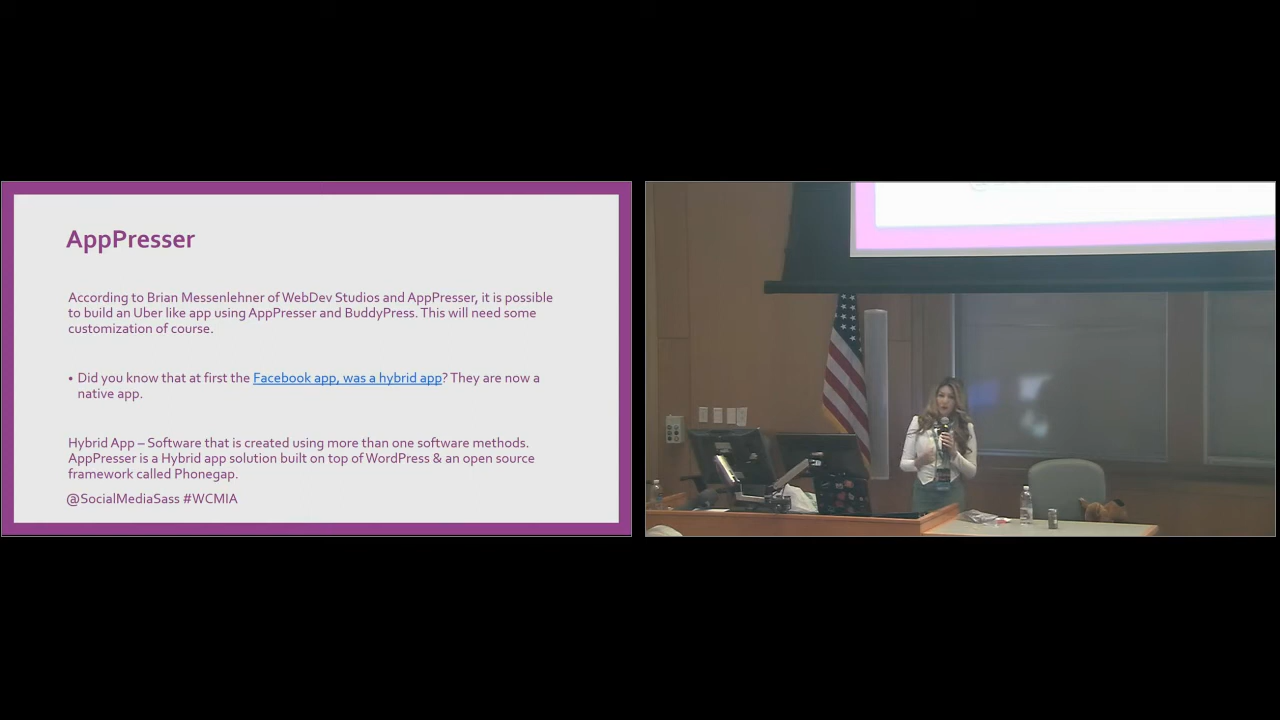 AppPresser
According to Brian Messenlehner of WebDev Studios and AppPresser, it is possible
to build an Uber like app using AppPresser and BuddyPress. This will need some
customization of course.
• Did you know that at first the Facebook app, was a hybrid app? They are now a
native app.
Hybrid App – Software that is created using more than one software methods.
AppPresser is a Hybrid app solution built on top of WordPress & an open source
framework called Phonegap.
@SocialMediaSass #WCMIA